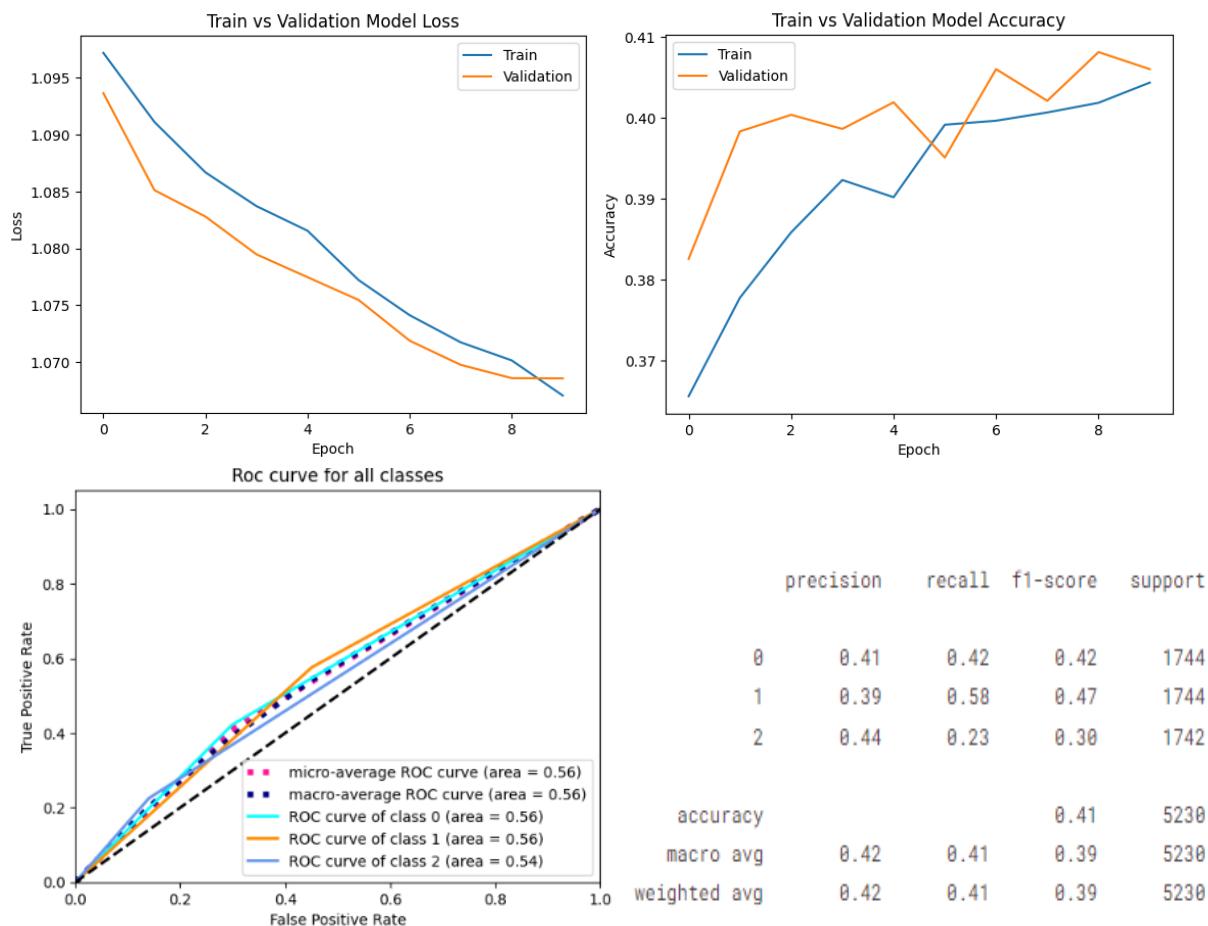 Train vs Validation Model Loss
Train
Validation
1.095
1.090
1.085
1.080
1.075
1.070
Loss
0 2 4 6 8
Epoch
Train vs Validation Model Accuracy
Train
Validation
0.41
0.40
0.39
0.38
0.37
Accuracy
0 2 4 6 8
Epoch
Roc curve for all classes
1.0
0.8
0.6
0.4
0.2
0.0
True Positive Rate
micro-average ROC curve (area = 0.56)
macro-average ROC curve (area = 0.56)
ROC curve of class 0 (area = 0.56)
ROC curve of class 1 (area = 0.56)
ROC curve of class 2 (area = 0.54)
0.0 0.2 0.4 0.6 0.8 1.0
False Positive Rate
precision recall f1-score support
0 0.41 0.42 0.42 1744
1 0.39 0.58 0.47 1744
2 0.44 0.23 0.30 1742
accuracy 0.41 5230
macro avg 0.42 0.41 0.39 5230
weighted avg 0.42 0.41 0.39 5230